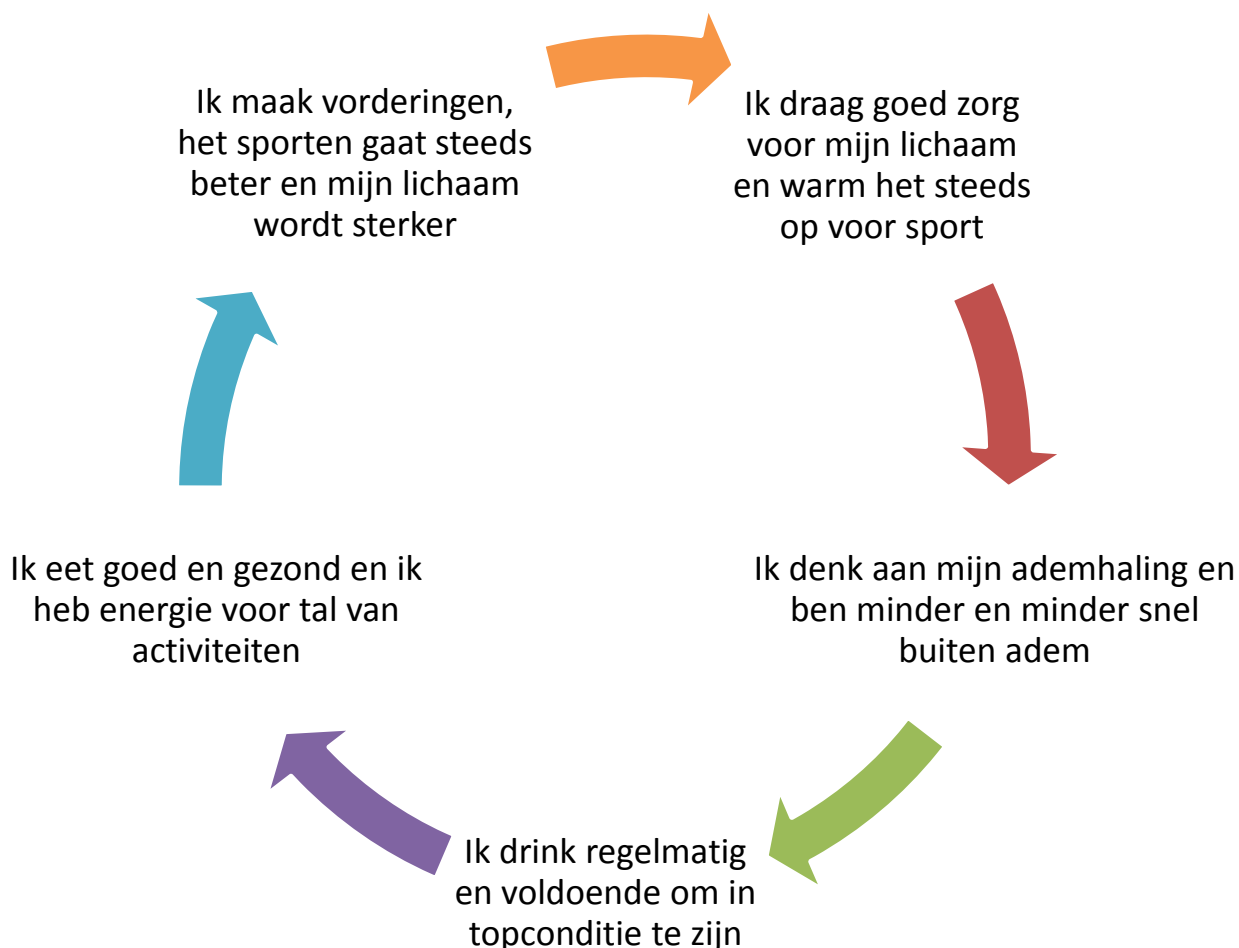 Ik maak vorderingen,
het sporten gaat steeds
beter en mijn lichaam
wordt sterker
Ik draag goed zorg
voor mijn lichaam
en warm het steeds
op voor sport
Ik denk aan mijn ademhaling en
ben minder en minder snel
buiten adem
Ik drink regelmatig
en voldoende om in
topconditie te zijn
Ik eet goed en gezond en ik
heb energie voor tal van
activiteiten